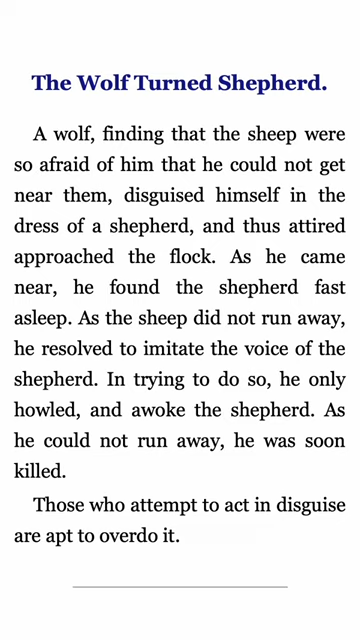 The Wolf Turned Shepherd.
A wolf, finding that the sheep were
so afraid of him that he could not get
near them, disguised himself in the
dress of a shepherd, and thus attired
approached the flock. As he came
near, he found the shepherd fast
asleep. As the sheep did not run away,
he resolved to imitate the voice of the
shepherd. In trying to do so, he only
howled, and awoke the shepherd. As
he could not run away, he was soon
killed.
Those who attempt to act in disguise
are apt to overdo it.